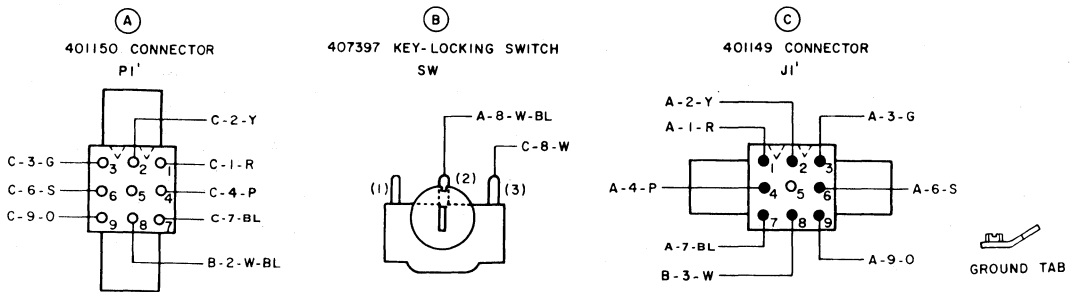 A
401150 CONNECTOR
P1'
C-2-Y
C-3-G
3 2 1
C-1-R
C-6-S
6 5 4
C-4-P
C-9-O
9 8 7
C-7-BL
B-2-W-BL
B
407397 KEY-LOCKING SWITCH
SW
A-8-W-BL
C-8-W
(1) (2) (3)
C
401149 CONNECTOR
J1'
A-2-Y
A-1-R
A-3-G
1 2 3
A-4-P
4 5 6
A-6-S
7 8 9
A-7-BL
B-3-W
A-9-O
GROUND TAB